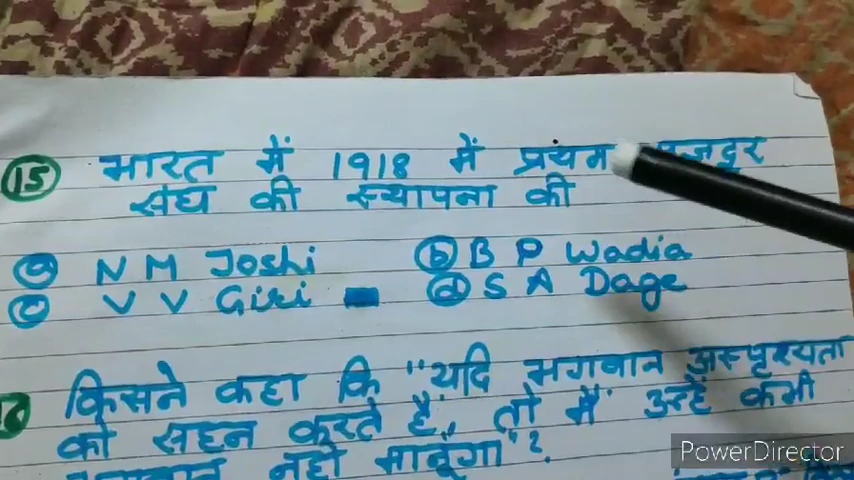 15 भारत में 1918 में प्रथम मजदूर
संघ की स्थापना की
a N M Joshi b B P Wadia
c V V Giri d S A Dage
किसने कहा कि "यदि भगवान अस्पृश्यता
को सहन करते हैं, तो मैं उन्हें कभी
नहीं मानूँगा"?
PowerDirector